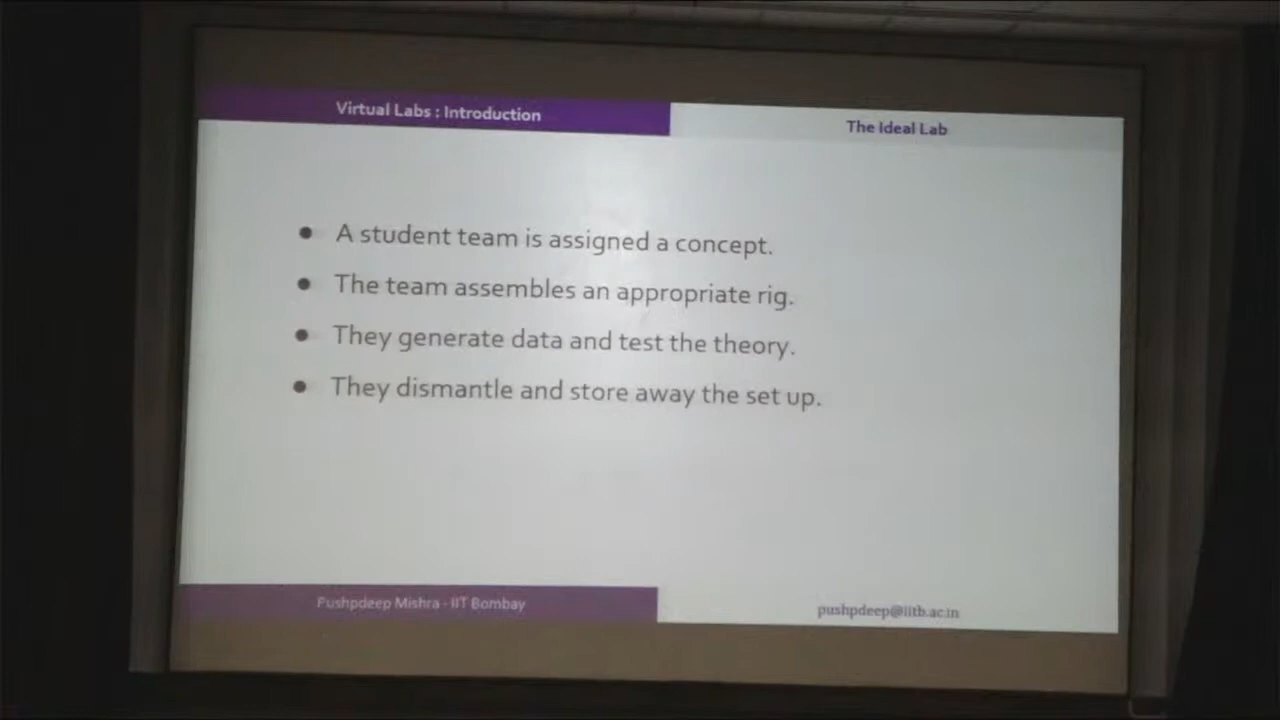 Virtual Labs : Introduction
The Ideal Lab
● A student team is assigned a concept.
● The team assembles an appropriate rig.
● They generate data and test the theory.
● They dismantle and store away the set up.
Pushpdeep Mishra - IIT Bombay
pushpdeep@iitb.ac.in